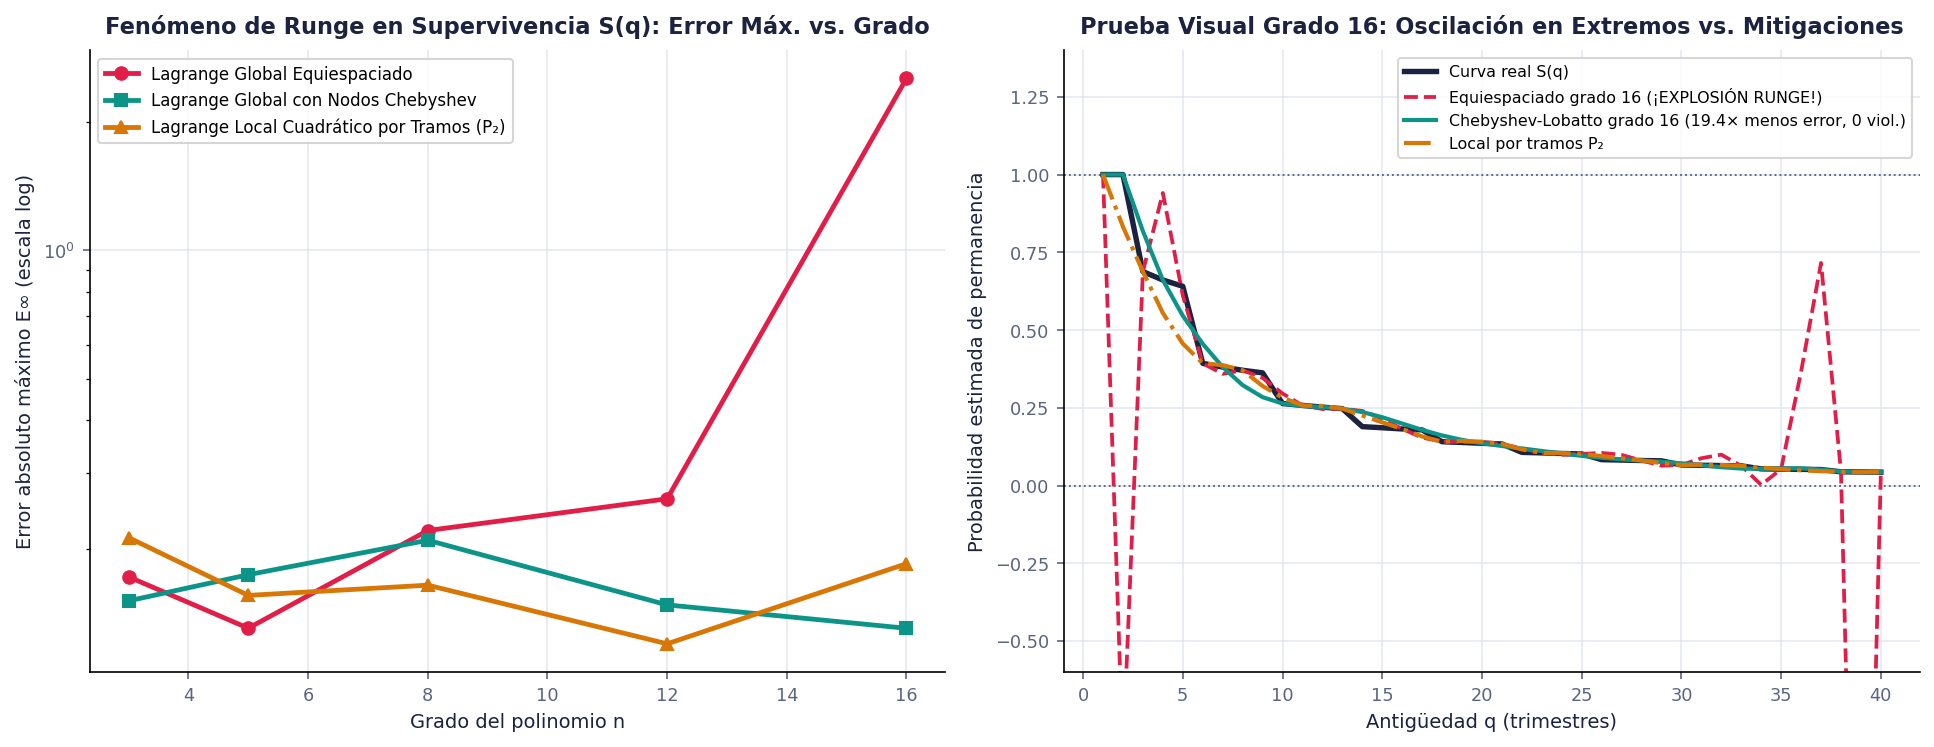 Fenómeno de Runge en Supervivencia S(q): Error Máx. vs. Grado
Lagrange Global Equiespaciado
Lagrange Global con Nodos Chebyshev
Lagrange Local Cuadrático por Tramos (P₂)
Error absoluto máximo E∞ (escala log)
10⁰
4
6
8
10
12
14
16
Grado del polinomio n
Prueba Visual Grado 16: Oscilación en Extremos vs. Mitigaciones
Curva real S(q)
Equiespaciado grado 16 (¡EXPLOSIÓN RUNGE!)
Chebyshev-Lobatto grado 16 (19.4× menos error, 0 viol.)
Local por tramos P₂
Probabilidad estimada de permanencia
1.25
1.00
0.75
0.50
0.25
0.00
−0.25
−0.50
0
5
10
15
20
25
30
35
40
Antigüedad q (trimestres)